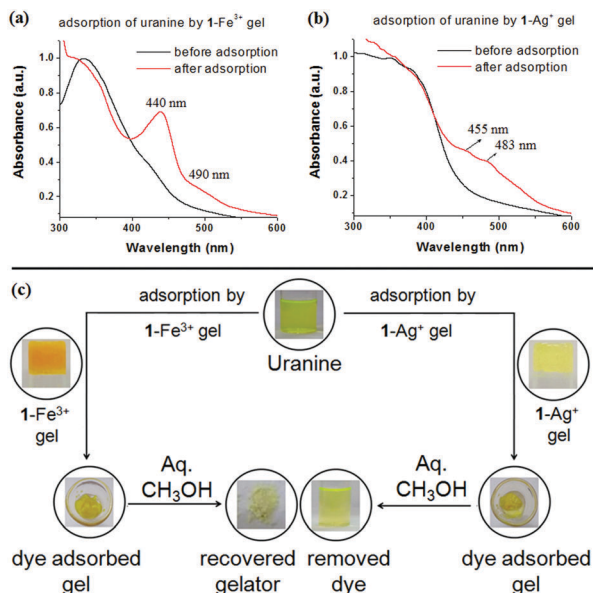 (a) adsorption of uranine by 1-Fe³⁺ gel
before adsorption
after adsorption
440 nm
490 nm
Absorbance (a.u.)
1.0
0.8
0.6
0.4
0.2
300 400 500 600
Wavelength (nm)
(b) adsorption of uranine by 1-Ag⁺ gel
before adsorption
after adsorption
455 nm
483 nm
Absorbance (a.u.)
1.0
0.8
0.6
0.4
0.2
300 400 500 600
Wavelength (nm)
(c)
adsorption by
1-Fe³⁺ gel
Uranine
adsorption by
1-Ag⁺ gel
1-Fe³⁺
gel
1-Ag⁺
gel
Aq.
CH₃OH
Aq.
CH₃OH
dye adsorbed
gel
recovered
gelator
removed
dye
dye adsorbed
gel